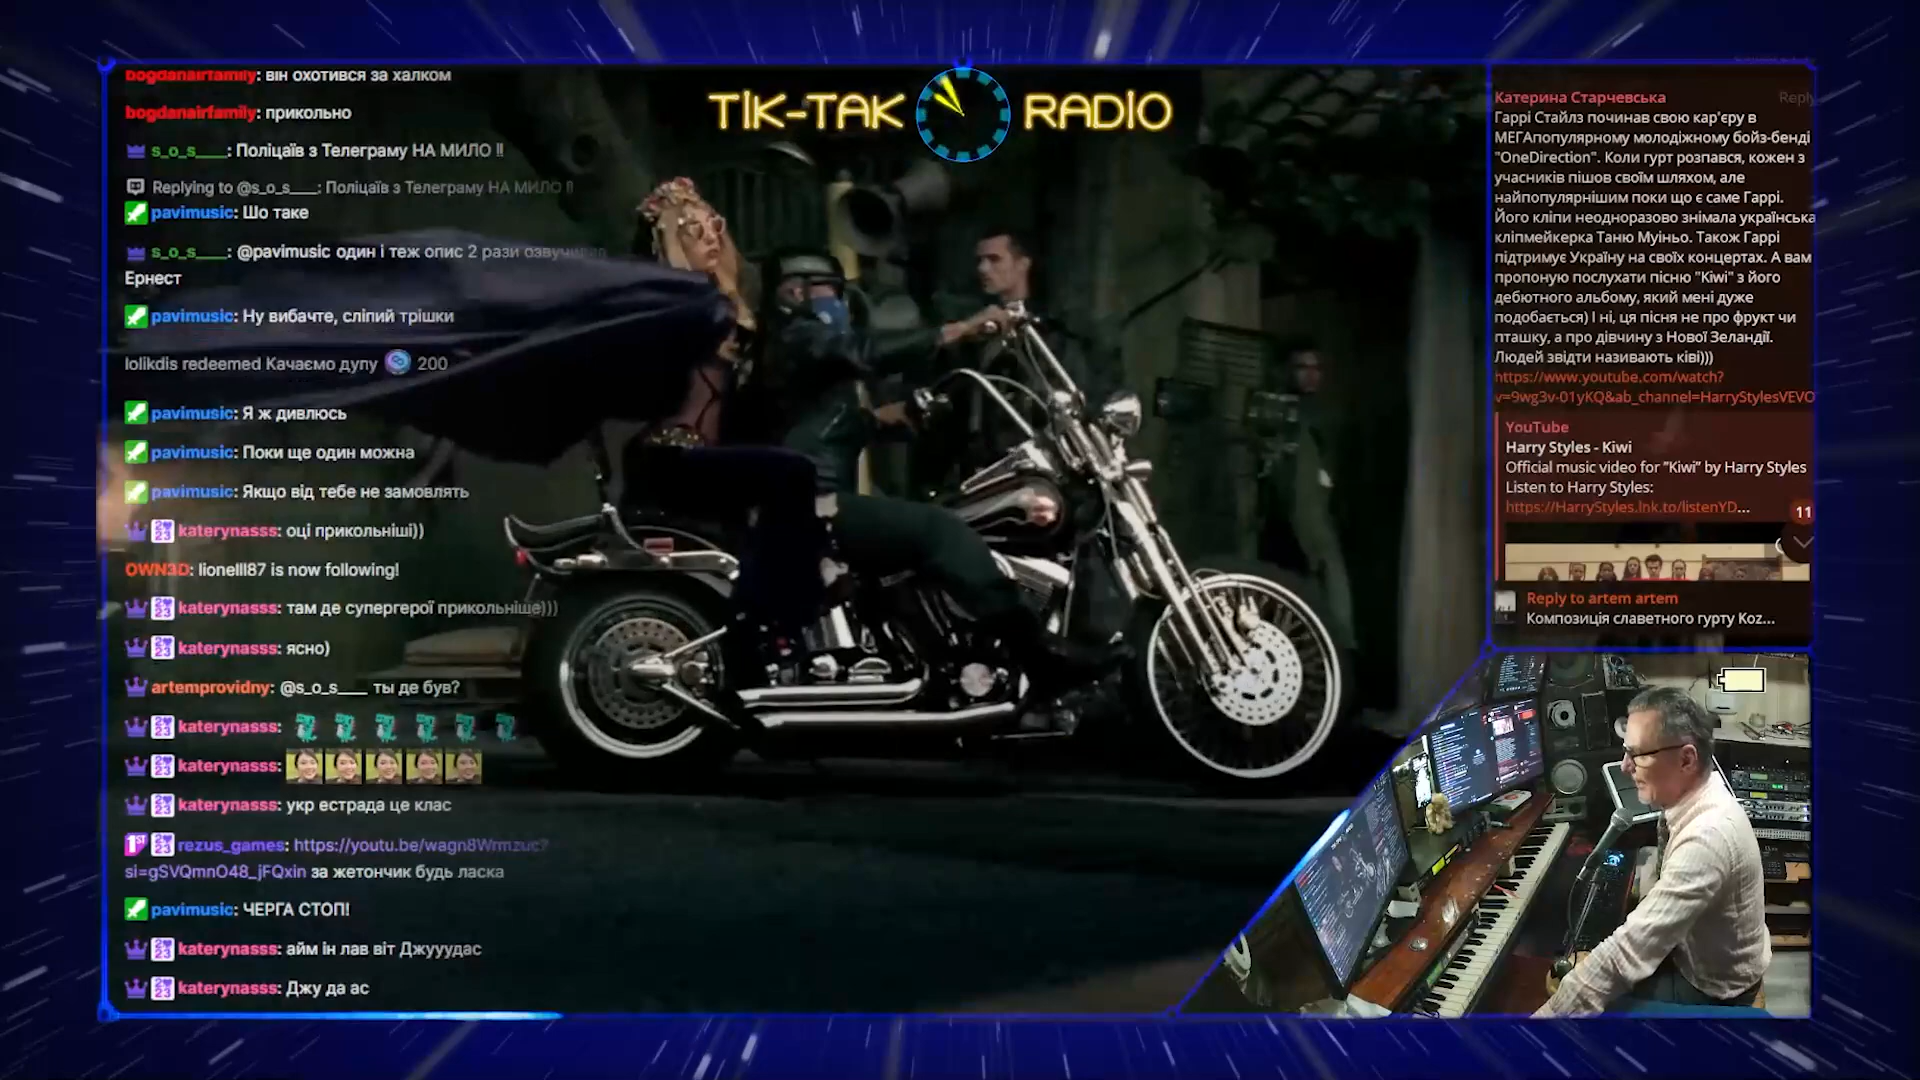 bogdanairfamily: він охотився за халком
bogdanairfamily: прикольно
s_o_s____: Поліцаїв з Телеграму НА МИЛО !!
Replying to @s_o_s____: Поліцаїв з Телеграму НА МИЛО !!
pavimusic: Шо таке
s_o_s____: @pavimusic один і теж опис 2 рази озвучив
Ернест
pavimusic: Ну вибачте, сліпий трішки
lolikdis redeemed Качаємо дупу 200
pavimusic: Я ж дивлюсь
pavimusic: Поки ще один можна
pavimusic: Якщо від тебе не замовлять
katerynasss: оці прикольніші))
OWN3D: lionelll87 is now following!
katerynasss: там де супергерої прикольніше)))
katerynasss: ясно)
artemprovidny: @s_o_s____ ты де був?
katerynasss:
katerynasss:
katerynasss: укр естрада це клас
1ST rezus_games: https://youtu.be/wagn8Wrmzuc?
si=gSVQmnO48_jFQxin за жетончик будь ласка
pavimusic: ЧЕРГА СТОП!
katerynasss: айм ін лав віт Джууудас
katerynasss: Джу да ас
TIK-TAK RADIO
Катерина Старчевська Reply
Гаррі Стайлз починав свою кар'єру в
МЕГАпопулярному молодіжному бойз-бенді
"OneDirection". Коли гурт розпався, кожен з
учасників пішов своїм шляхом, але
найпопулярнішим поки що є саме Гаррі.
Його кліпи неодноразово знімала українська
кліпмейкерка Таню Муіньо. Також Гаррі
підтримує Україну на своїх концертах. А вам
пропоную послухати пісню "Kiwi" з його
дебютного альбому, який мені дуже
подобається) І ні, ця пісня не про фрукт чи
пташку, а про дівчину з Нової Зеландії.
Людей звідти називають ківі)))
https://www.youtube.com/watch?
v=9wg3v-01yKQ&ab_channel=HarryStylesVEVO
YouTube
Harry Styles - Kiwi
Official music video for "Kiwi" by Harry Styles
Listen to Harry Styles:
https://HarryStyles.lnk.to/listenYD...
11
Reply to artem artem
Композиція славетного гурту Koz...